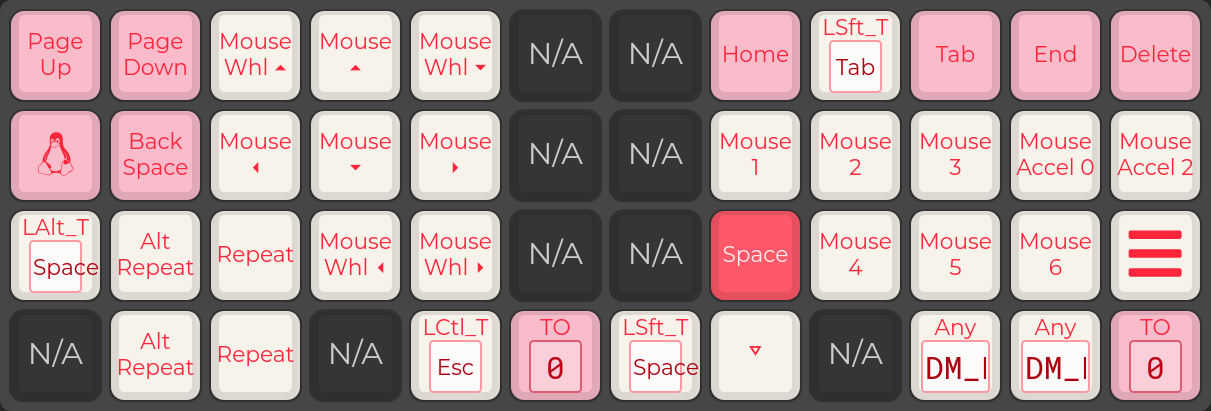 Page Up
Page Down
Mouse Whl ▲
Mouse ▲
Mouse Whl ▼
N/A
N/A
Home
LSft_T Tab
Tab
End
Delete
Back Space
Mouse ◀
Mouse ▼
Mouse ▶
N/A
N/A
Mouse 1
Mouse 2
Mouse 3
Mouse Accel 0
Mouse Accel 2
LAlt_T Space
Alt Repeat
Repeat
Mouse Whl ◀
Mouse Whl ▶
N/A
N/A
Space
Mouse 4
Mouse 5
Mouse 6
N/A
Alt Repeat
Repeat
N/A
LCtl_T Esc
TO 0
LSft_T Space
▽
N/A
Any DM_
Any DM_
TO 0